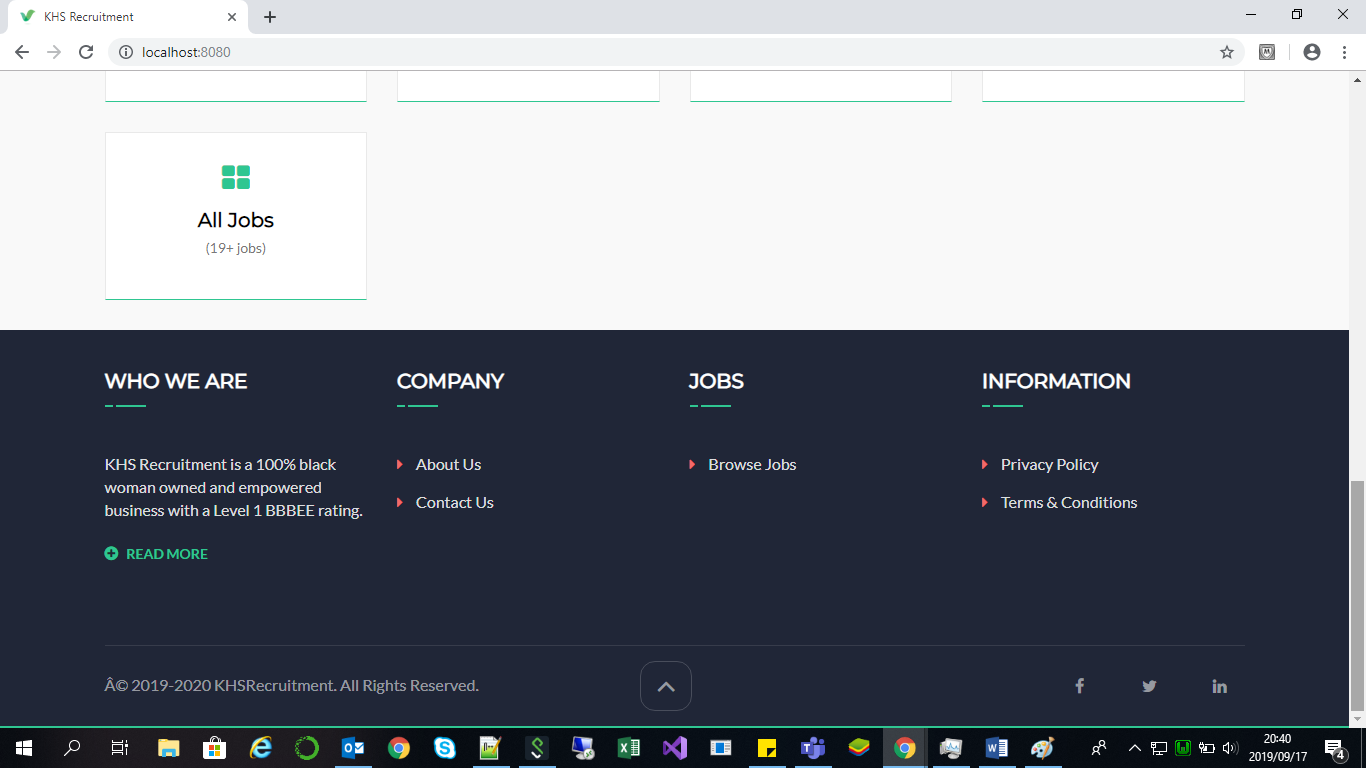 KHS Recruitment
localhost:8080
All Jobs
(19+ jobs)
WHO WE ARE
KHS Recruitment is a 100% black
woman owned and empowered
business with a Level 1 BBBEE rating.
READ MORE
COMPANY
About Us
Contact Us
JOBS
Browse Jobs
INFORMATION
Privacy Policy
Terms & Conditions
Â© 2019-2020 KHSRecruitment. All Rights Reserved.
20:40
2019/09/17
4